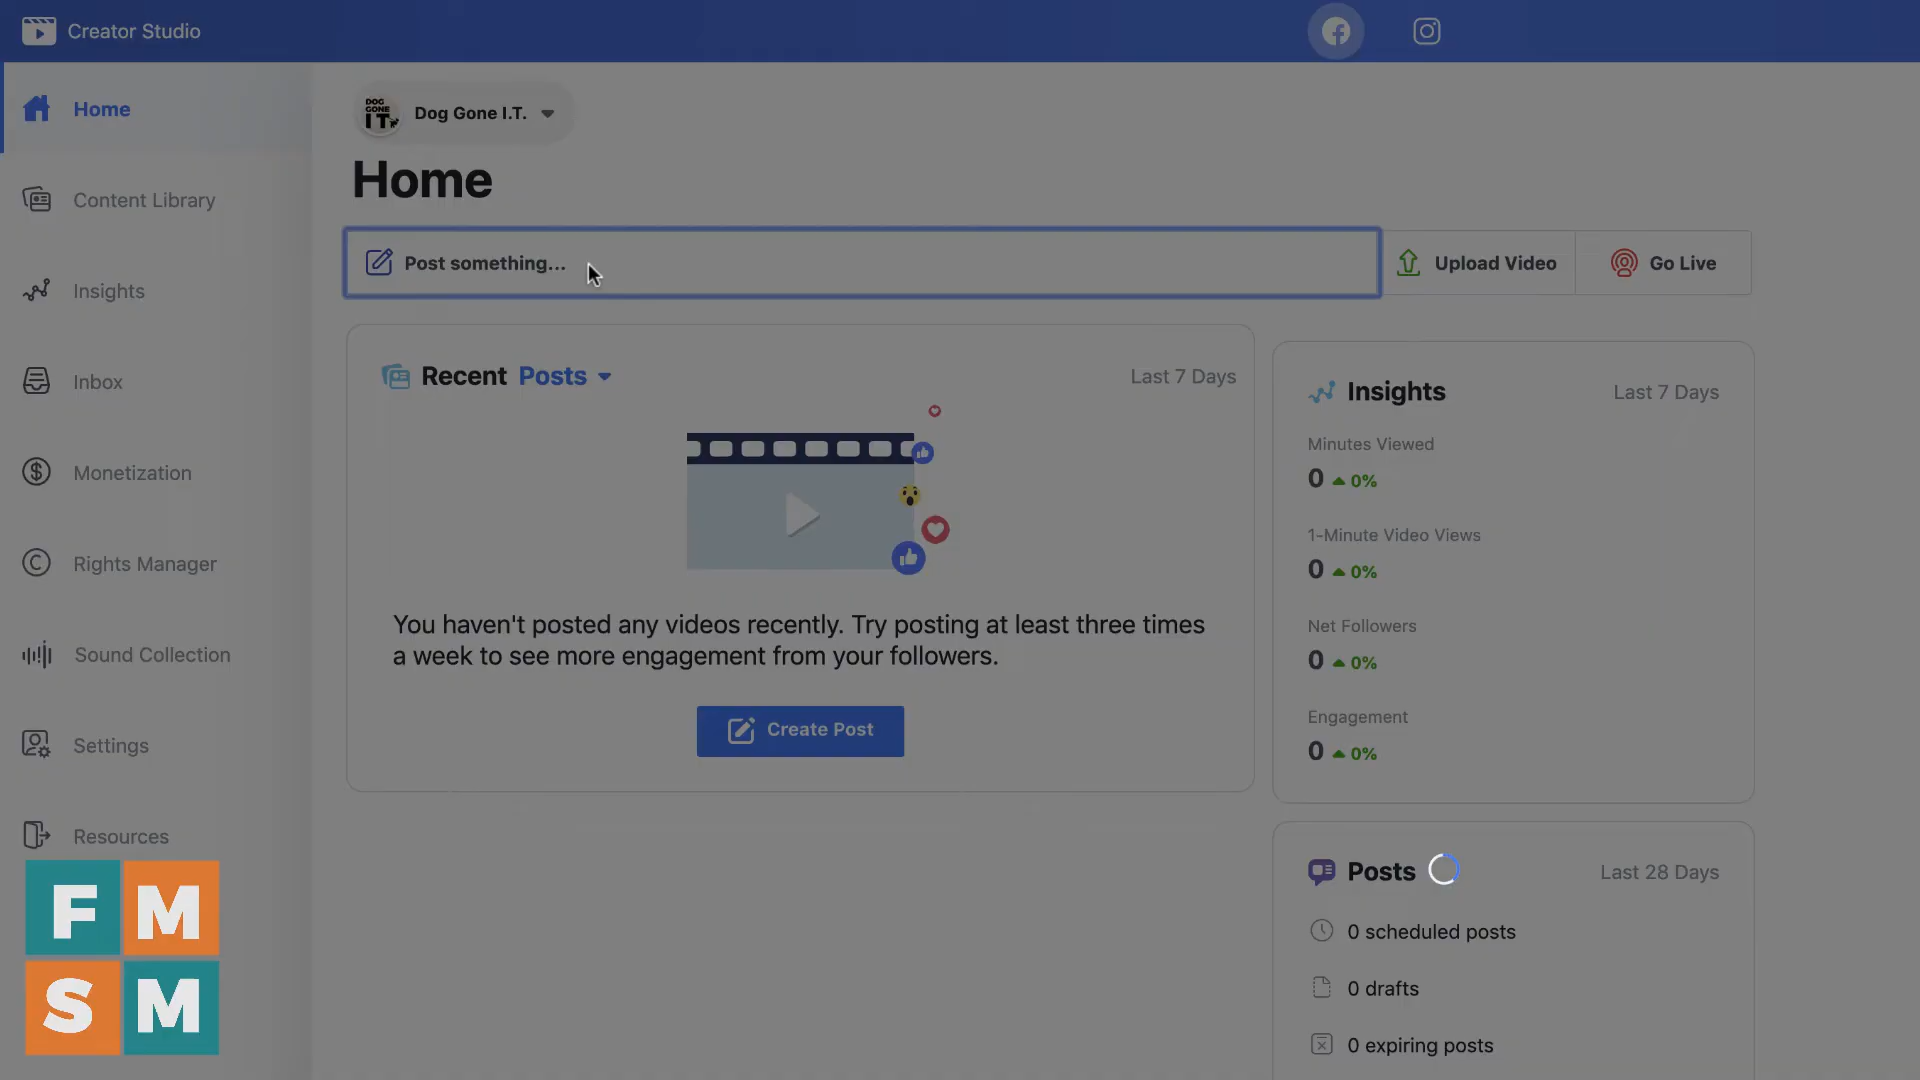 Creator Studio
Home
Content Library
Insights
Inbox
Monetization
Rights Manager
Sound Collection
Settings
Resources
F M
S M
DOG
GONE
IT
Dog Gone I.T.
Home
Post something...
Upload Video
Go Live
Recent Posts
Last 7 Days
You haven't posted any videos recently. Try posting at least three times
a week to see more engagement from your followers.
Create Post
Insights
Last 7 Days
Minutes Viewed
0 0%
1-Minute Video Views
0 0%
Net Followers
0 0%
Engagement
0 0%
Posts
Last 28 Days
0 scheduled posts
0 drafts
0 expiring posts